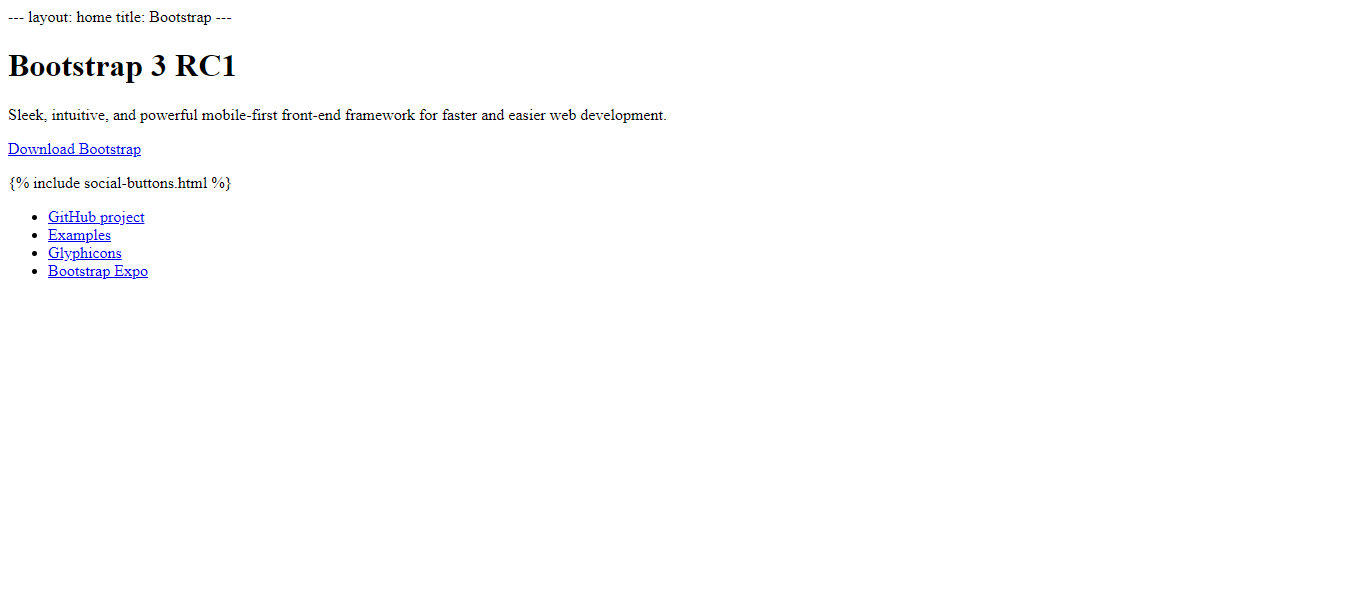 --- layout: home title: Bootstrap ---
Bootstrap 3 RC1
Sleek, intuitive, and powerful mobile-first front-end framework for faster and easier web development.
Download Bootstrap
{% include social-buttons.html %}
GitHub project
Examples
Glyphicons
Bootstrap Expo